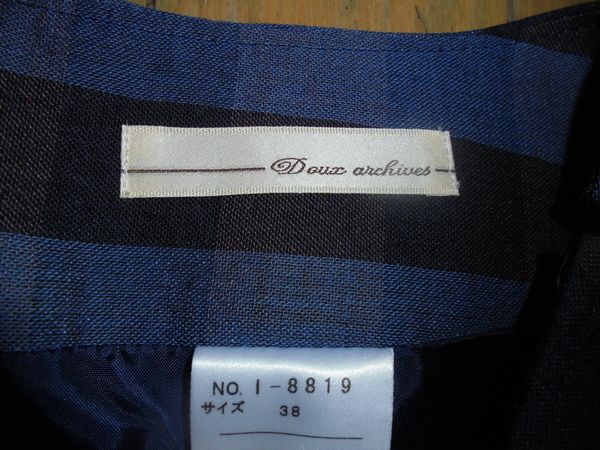 Doux archives
NO. I-8819
サイズ 38